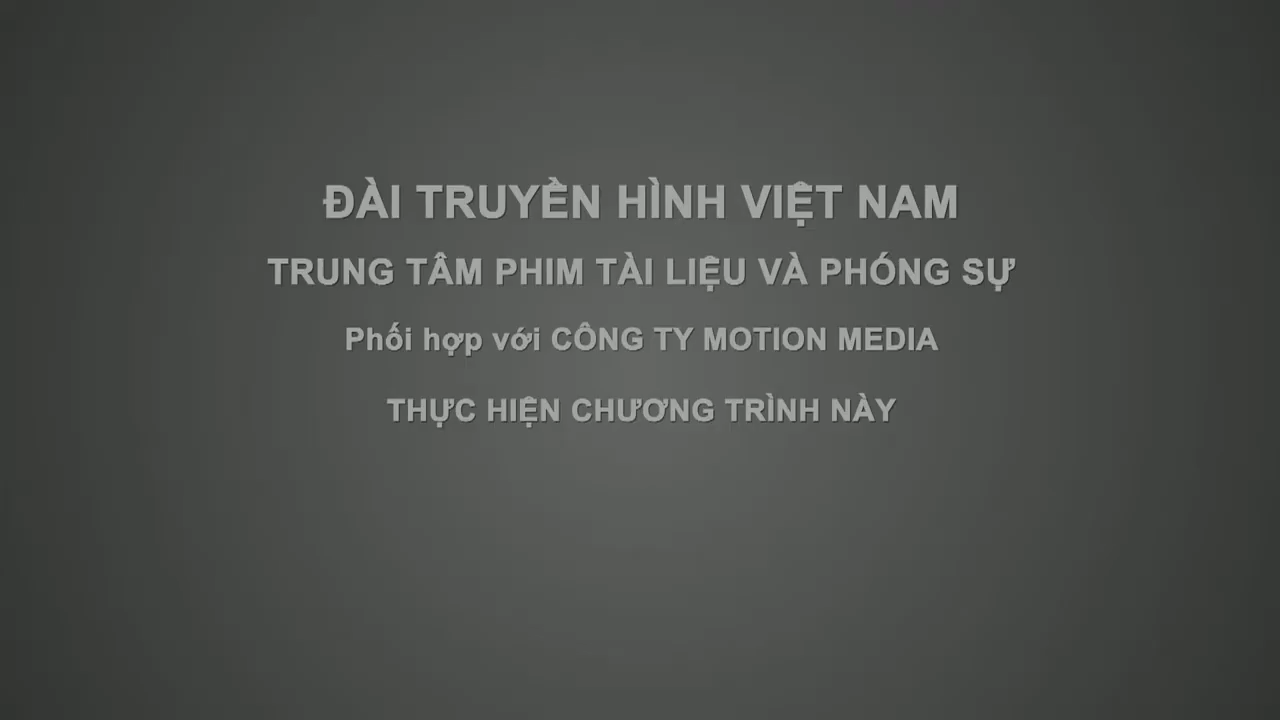 ĐÀI TRUYỀN HÌNH VIỆT NAM
TRUNG TÂM PHIM TÀI LIỆU VÀ PHÓNG SỰ
Phối hợp với CÔNG TY MOTION MEDIA
THỰC HIỆN CHƯƠNG TRÌNH NÀY